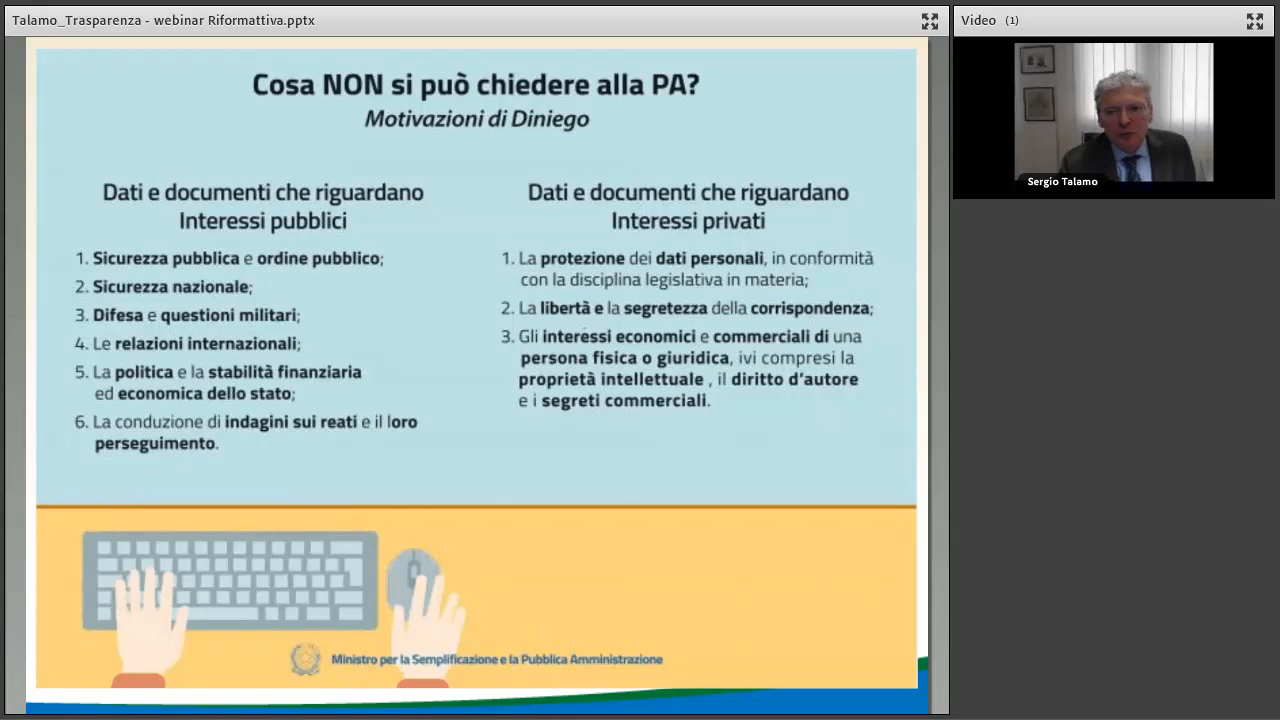 Talamo_Trasparenza - webinar Riformattiva.pptx
Video (1)
Sergio Talamo
Cosa NON si può chiedere alla PA?
Motivazioni di Diniego
Dati e documenti che riguardano
Interessi pubblici
1. Sicurezza pubblica e ordine pubblico;
2. Sicurezza nazionale;
3. Difesa e questioni militari;
4. Le relazioni internazionali;
5. La politica e la stabilità finanziaria
ed economica dello stato;
6. La conduzione di indagini sui reati e il loro
perseguimento.
Dati e documenti che riguardano
Interessi privati
1. La protezione dei dati personali, in conformità
con la disciplina legislativa in materia;
2. La libertà e la segretezza della corrispondenza;
3. Gli interessi economici e commerciali di una
persona fisica o giuridica, ivi compresi la
proprietà intellettuale , il diritto d'autore
e i segreti commerciali.
Ministro per la Semplificazione e la Pubblica Amministrazione